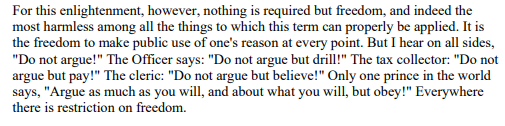 For this enlightenment, however, nothing is required but freedom, and indeed the
most harmless among all the things to which this term can properly be applied. It is
the freedom to make public use of one's reason at every point. But I hear on all sides,
"Do not argue!" The Officer says: "Do not argue but drill!" The tax collector: "Do not
argue but pay!" The cleric: "Do not argue but believe!" Only one prince in the world
says, "Argue as much as you will, and about what you will, but obey!" Everywhere
there is restriction on freedom.